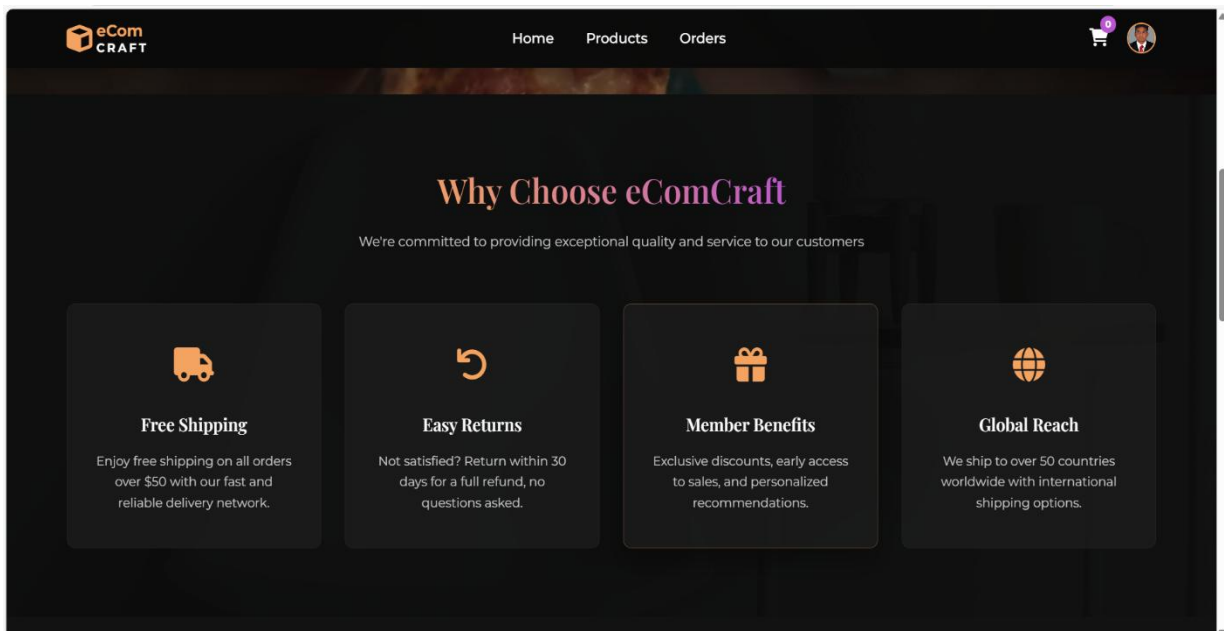 eCom
CRAFT
Home Products Orders
0
Why Choose eComCraft
We're committed to providing exceptional quality and service to our customers
Free Shipping
Enjoy free shipping on all orders
over $50 with our fast and
reliable delivery network.
Easy Returns
Not satisfied? Return within 30
days for a full refund, no
questions asked.
Member Benefits
Exclusive discounts, early access
to sales, and personalized
recommendations.
Global Reach
We ship to over 50 countries
worldwide with international
shipping options.